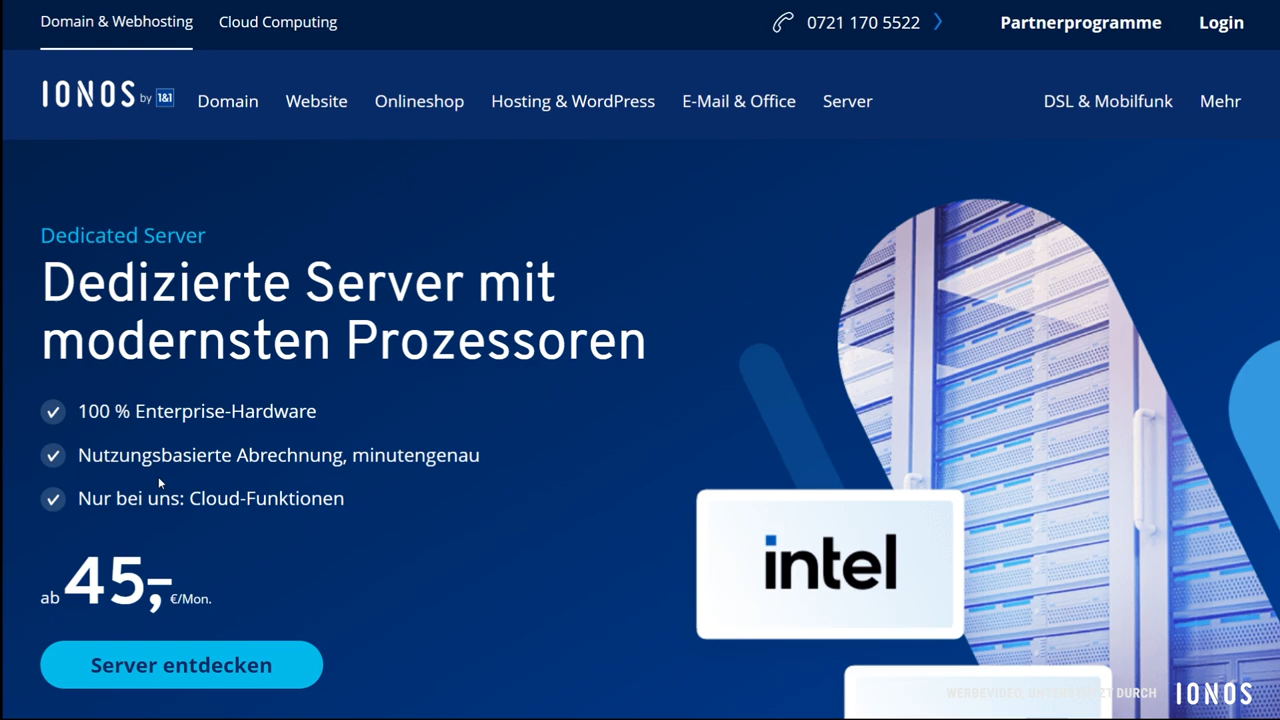 Domain & Webhosting Cloud Computing 0721 170 5522 Partnerprogramme Login
IONOS by 1&1 Domain Website Onlineshop Hosting & WordPress E-Mail & Office Server DSL & Mobilfunk Mehr
Dedicated Server
Dedizierte Server mit
modernsten Prozessoren
100 % Enterprise-Hardware
Nutzungsbasierte Abrechnung, minutengenau
Nur bei uns: Cloud-Funktionen
ab 45,– €/Mon.
Server entdecken
intel
WERBEVIDEO, UNTERSTÜTZT DURCH IONOS